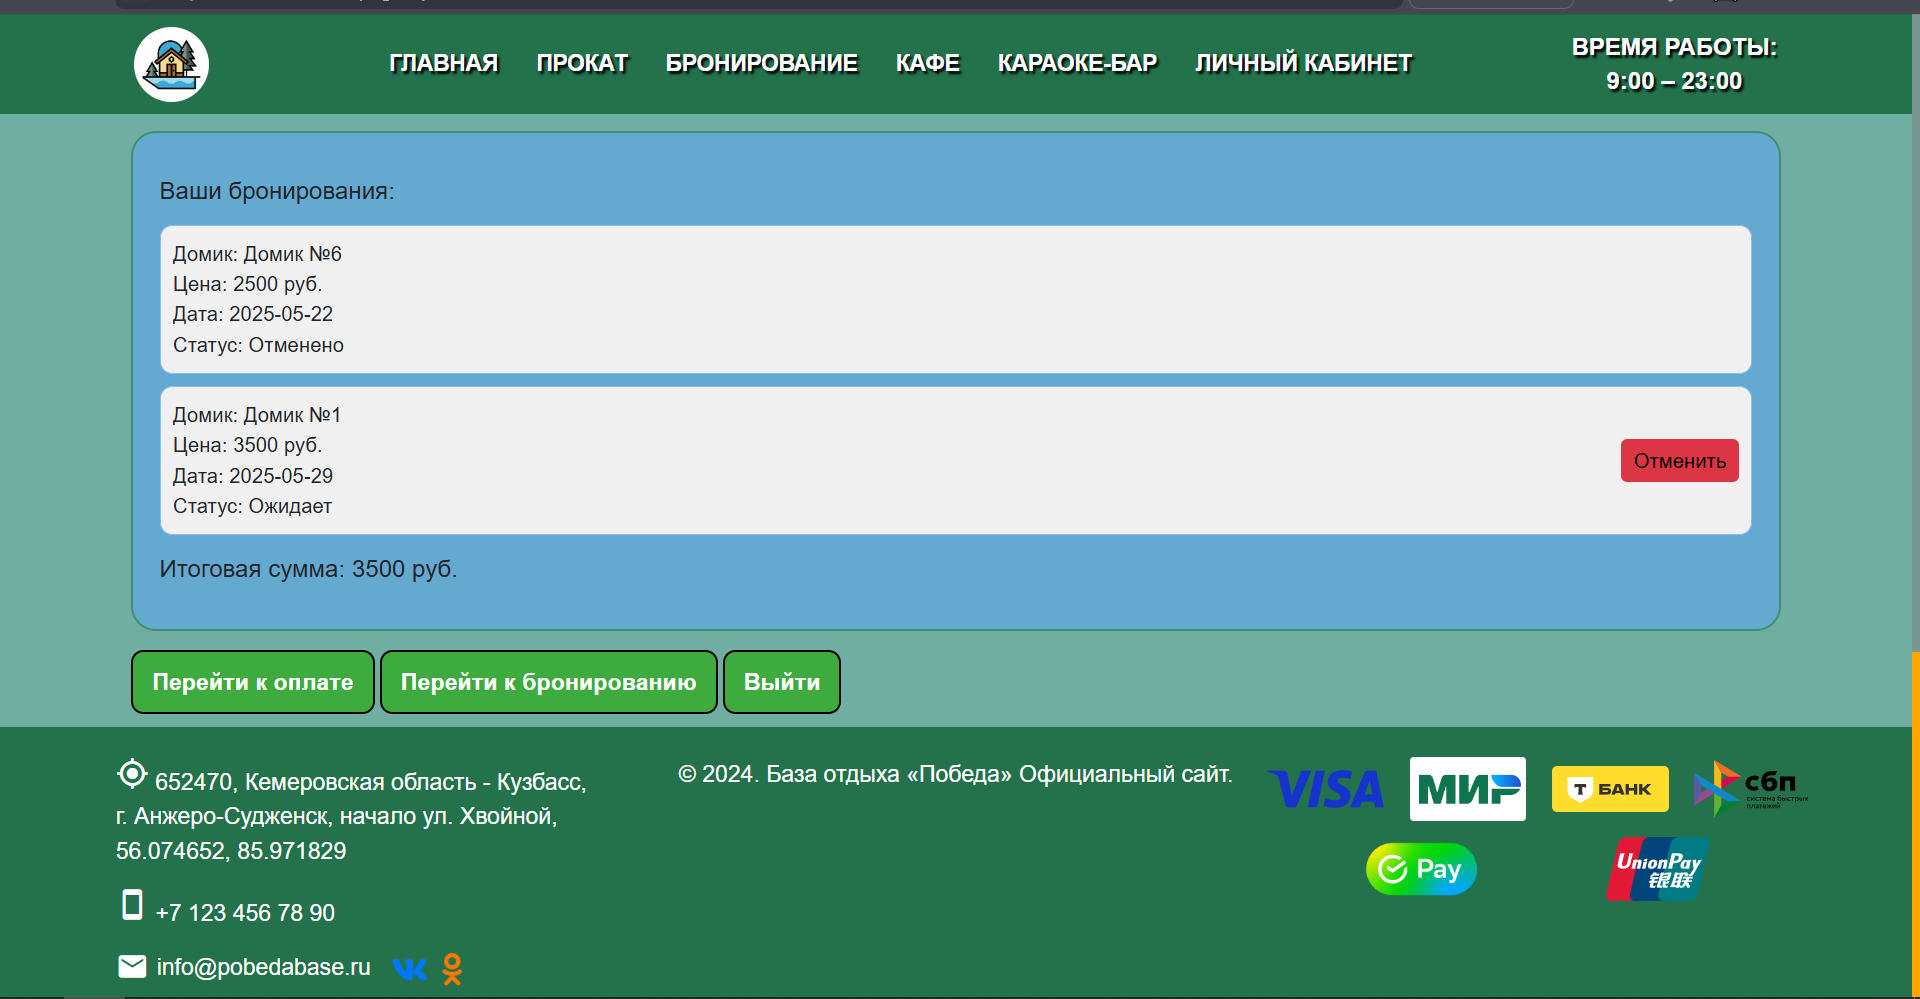 ГЛАВНАЯ ПРОКАТ БРОНИРОВАНИЕ КАФЕ КАРАОКЕ-БАР ЛИЧНЫЙ КАБИНЕТ
ВРЕМЯ РАБОТЫ:
9:00 – 23:00
Ваши бронирования:
Домик: Домик №6
Цена: 2500 руб.
Дата: 2025-05-22
Статус: Отменено
Домик: Домик №1
Цена: 3500 руб.
Дата: 2025-05-29
Статус: Ожидает
Отменить
Итоговая сумма: 3500 руб.
Перейти к оплате Перейти к бронированию Выйти
652470, Кемеровская область - Кузбасс,
г. Анжеро-Судженск, начало ул. Хвойной,
56.074652, 85.971829
+7 123 456 78 90
info@pobedabase.ru
© 2024. База отдыха «Победа» Официальный сайт.
VISA МИР Т БАНК сбп
система быстрых
платежей
Pay UnionPay
银联